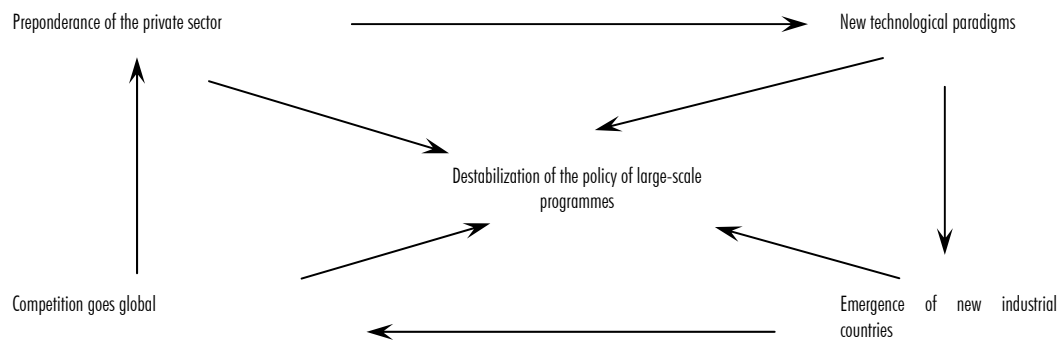 Preponderance of the private sector
New technological paradigms
Destabilization of the policy of large-scale
programmes
Competition goes global
Emergence of new industrial
countries